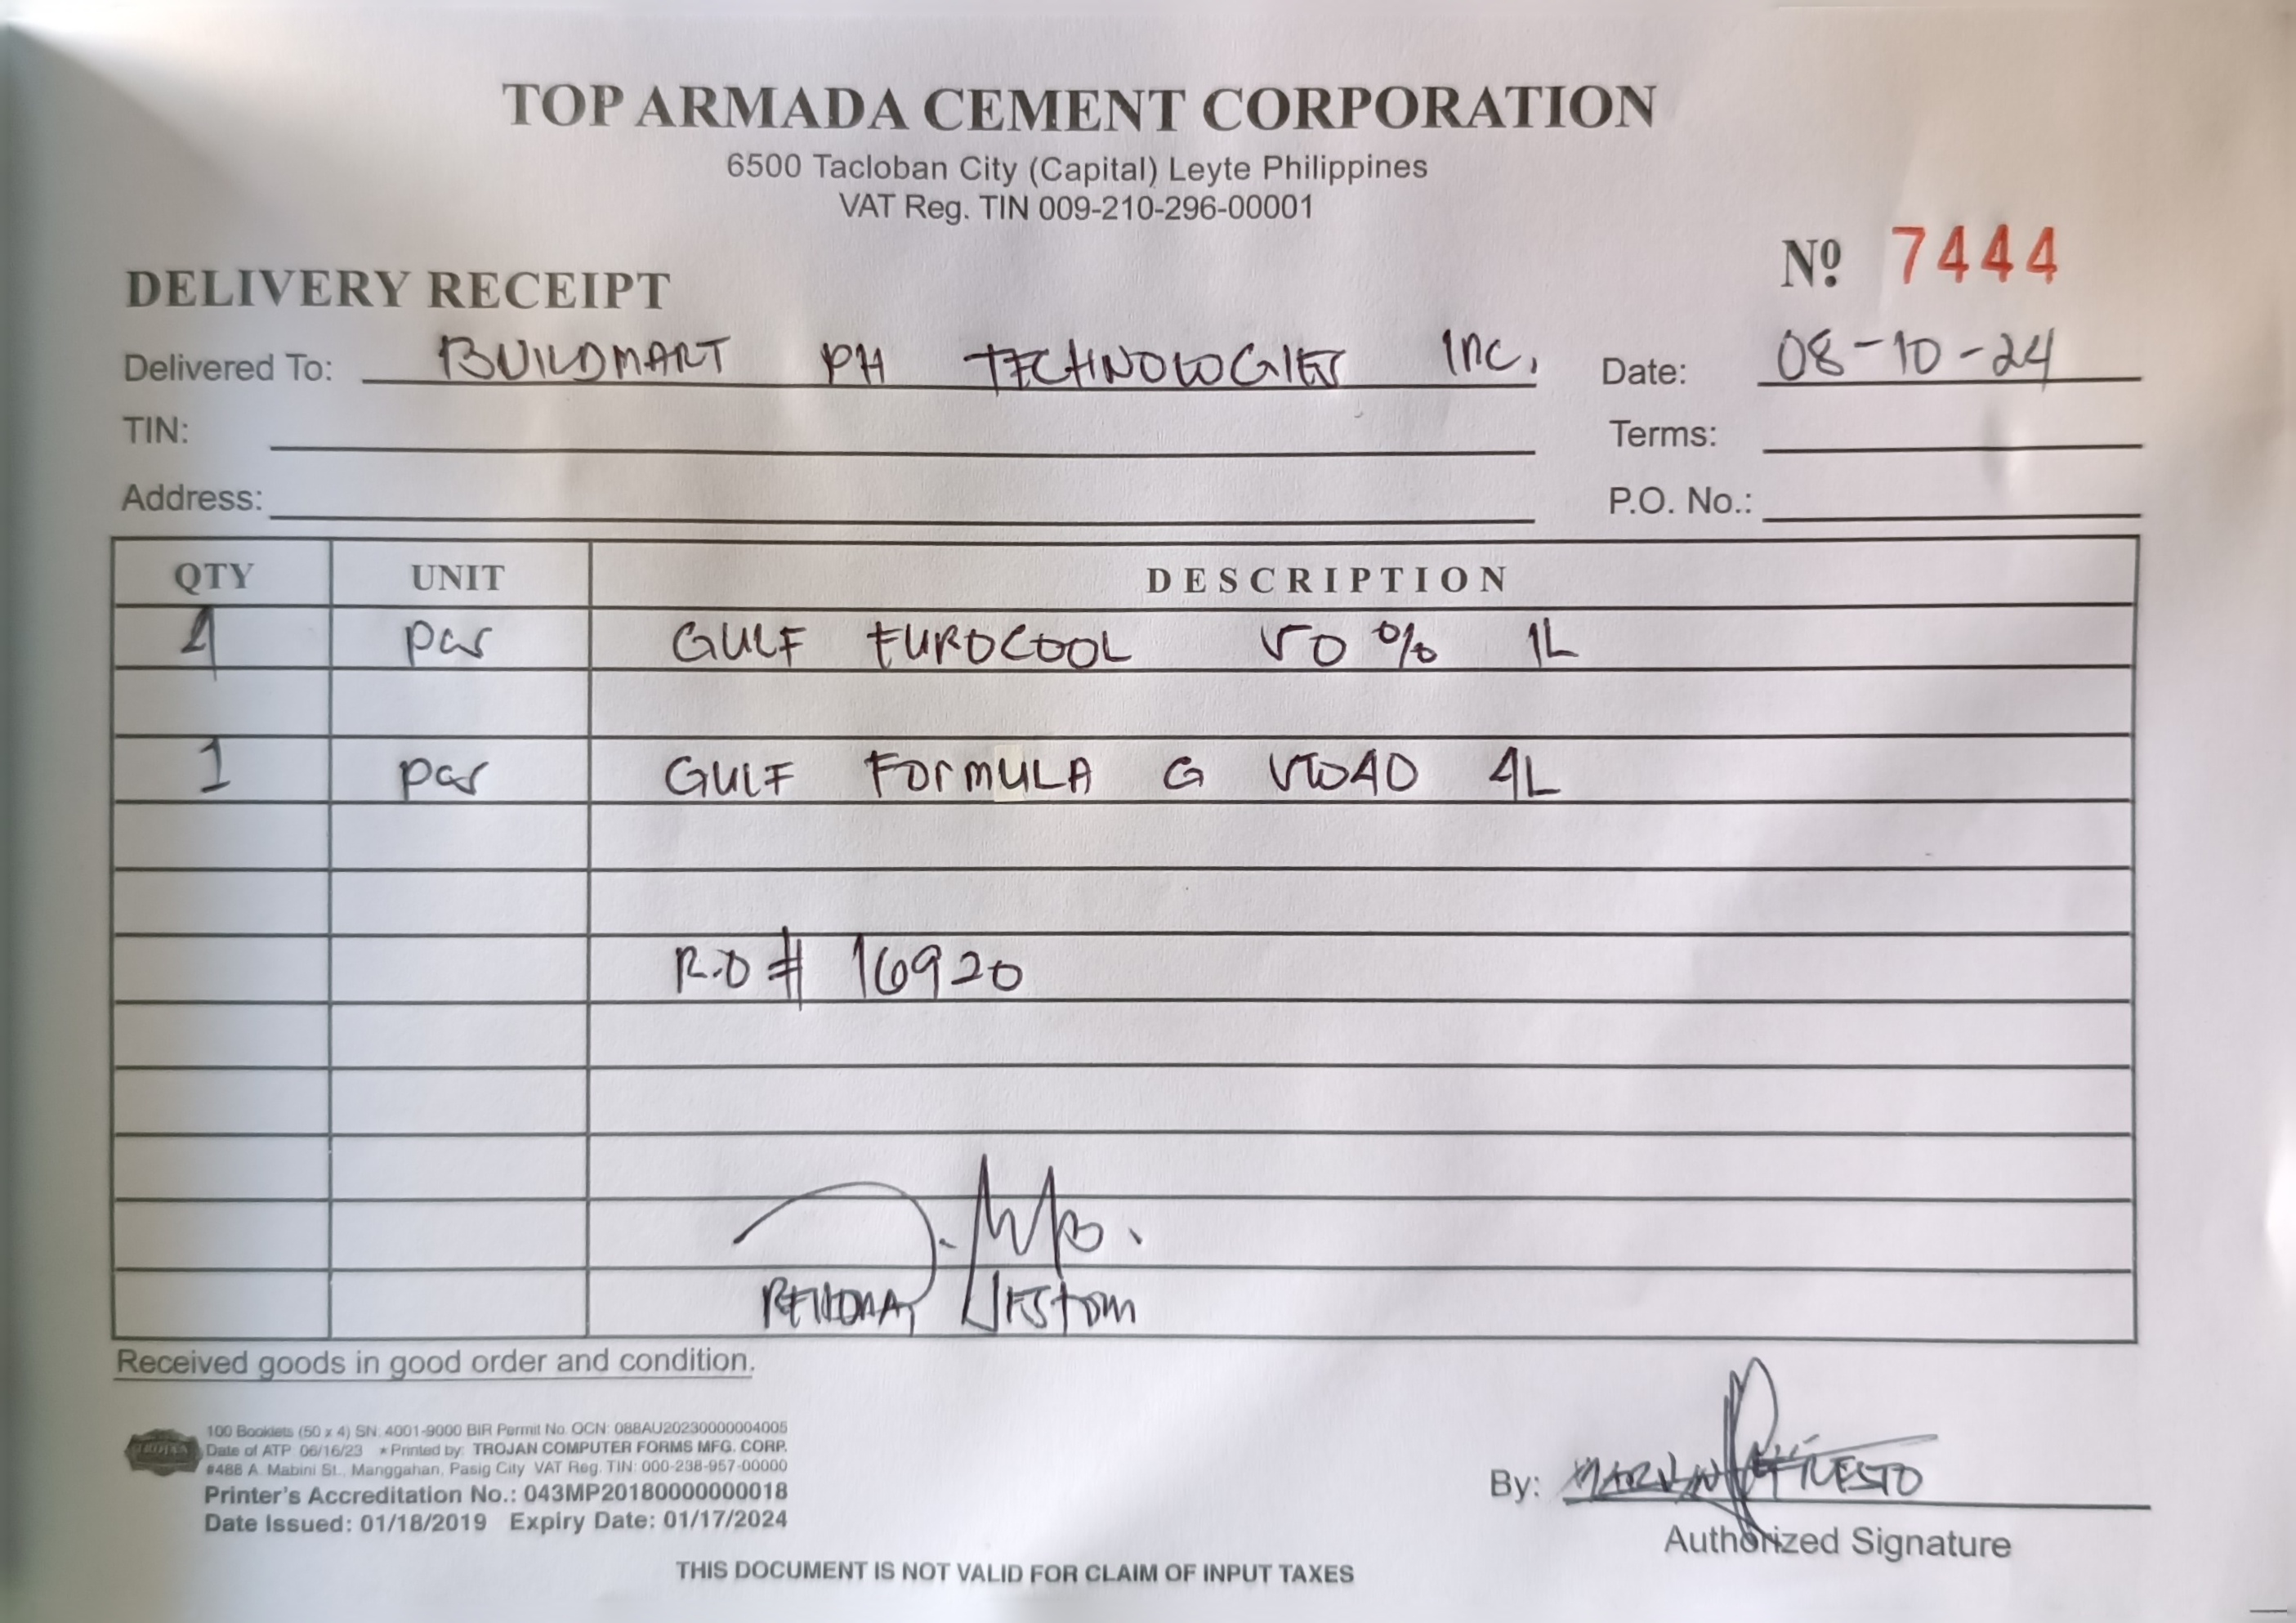 TOP ARMADA CEMENT CORPORATION
6500 Tacloban City (Capital) Leyte Philippines
VAT Reg. TIN 009-210-296-00001
Nº 7444
DELIVERY RECEIPT
Delivered To: BUILDMART PH TECHNOLOGIES Inc. Date: 08-10-24
TIN: Terms:
Address: P.O. No.:
QTY UNIT DESCRIPTION
4 pcs GULF EUROCOOL 50% 1L
1 pcs GULF FORMULA G 5W40 4L
R.O # 16920
Jestom
Received goods in good order and condition.
100 Booklets (50 x 4) SN: 4001-9000 BIR Permit No. OCN: 088AU20230000004005
TROJAN Date of ATP 06/16/23 *Printed by: TROJAN COMPUTER FORMS MFG. CORP.
#488 A. Mabini St., Manggahan, Pasig City VAT Reg. TIN: 000-238-957-00000
Printer's Accreditation No.: 043MP20180000000018
Date Issued: 01/18/2019 Expiry Date: 01/17/2024
By: MARVIN
Authorized Signature
THIS DOCUMENT IS NOT VALID FOR CLAIM OF INPUT TAXES